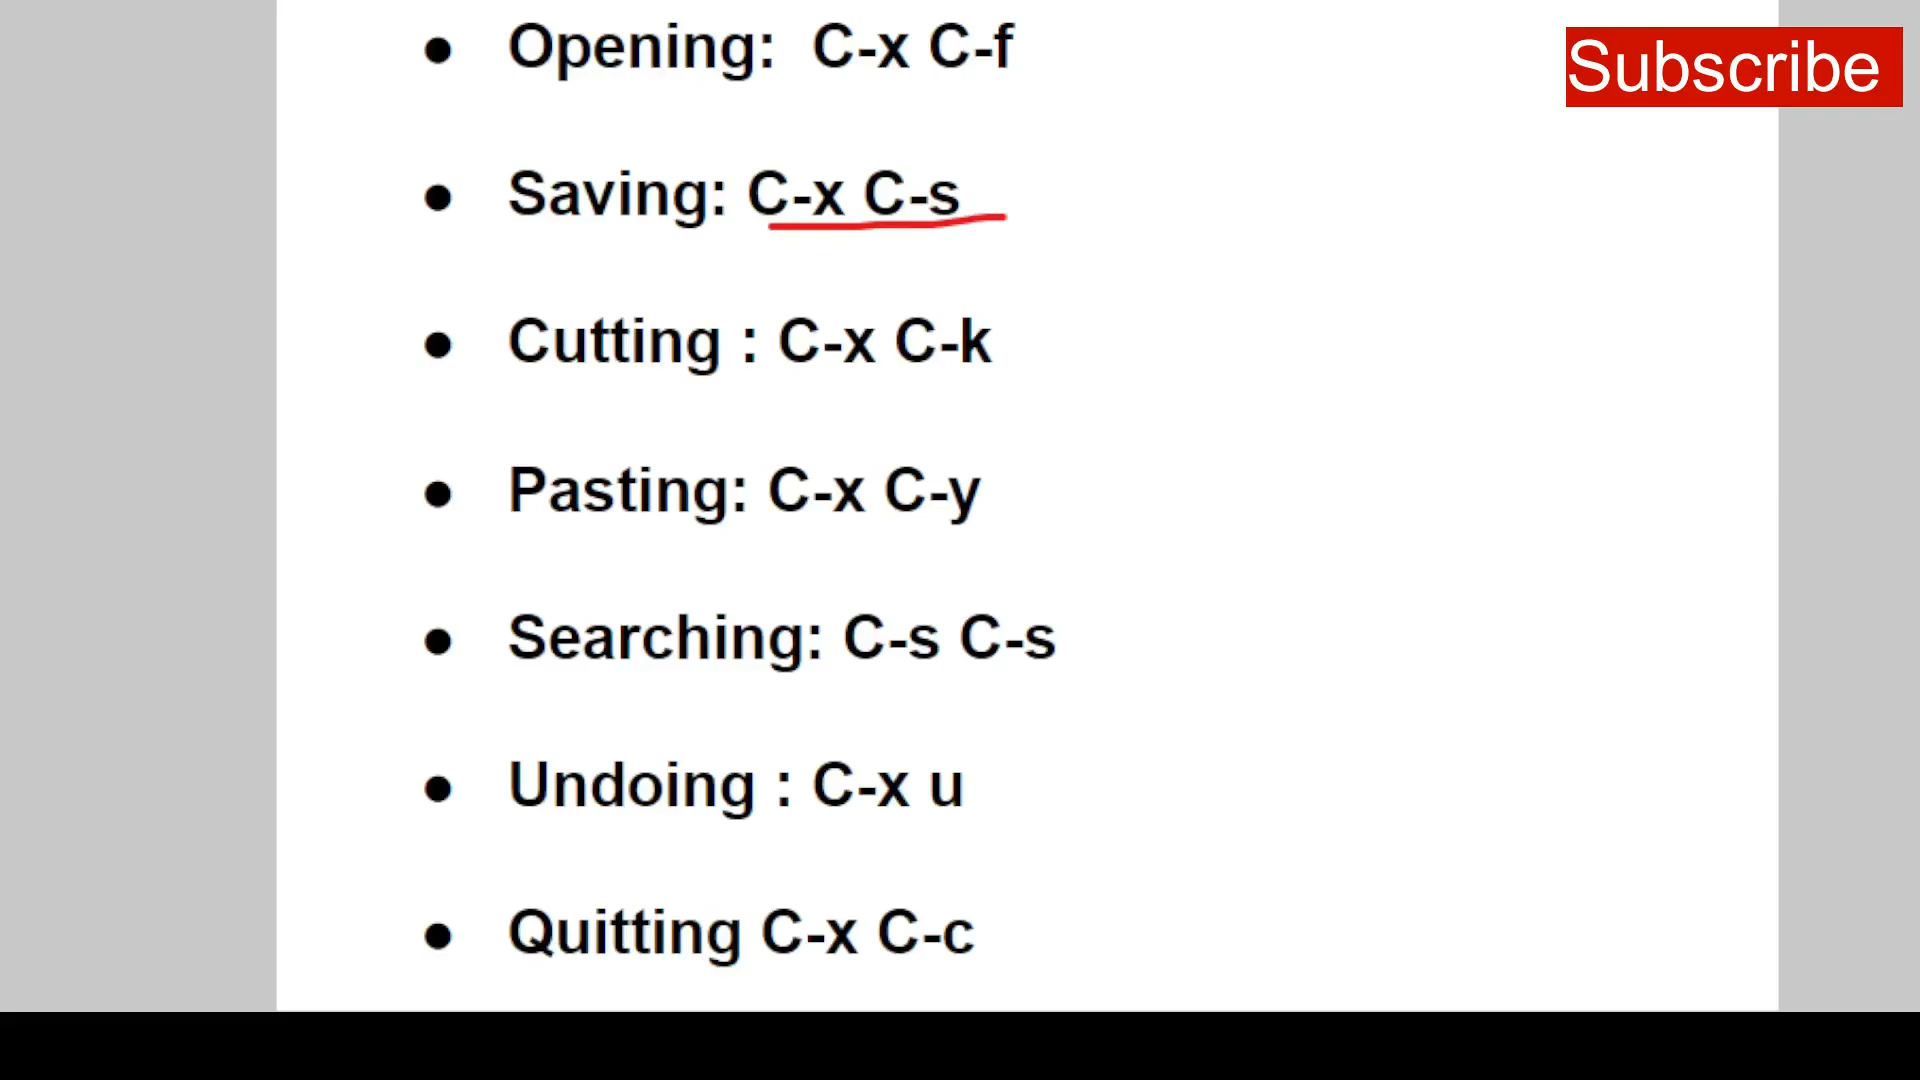 ● Opening:  C-x C-f
Subscribe
● Saving: C-x C-s
● Cutting : C-x C-k
● Pasting: C-x C-y
● Searching: C-s C-s
● Undoing : C-x u
● Quitting C-x C-c